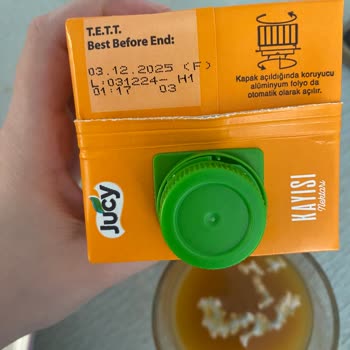 T.E.T.T.
Best Before End:
03.12.2025 (F)
L:031224- H1
01:17 03
Kapak açıldığında koruyucu
alüminyum folyo da
otomatik olarak açılır.
Jucy
KAYISI
Nektarı